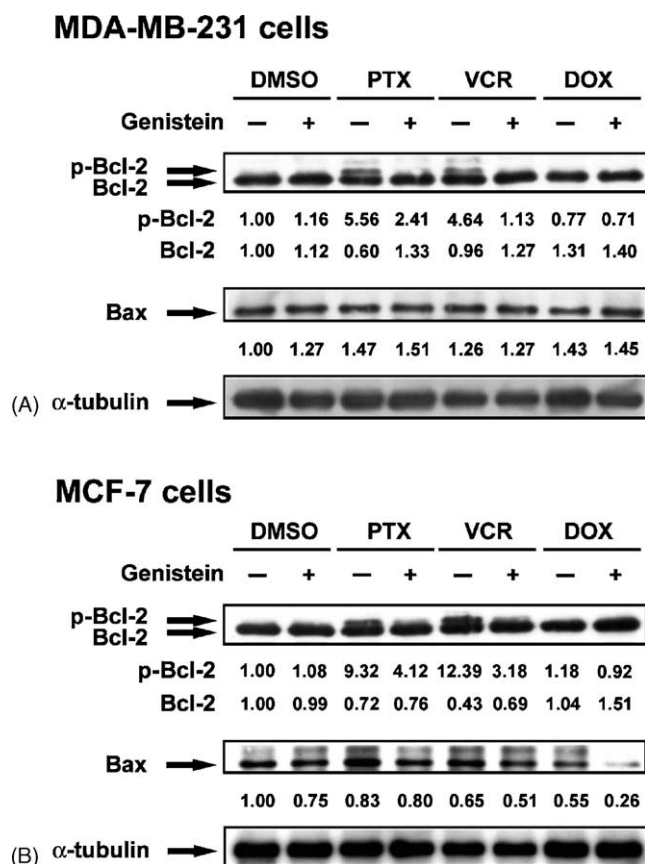 MDA-MB-231 cells
DMSO PTX VCR DOX
Genistein – + – + – + – +
p-Bcl-2
Bcl-2
p-Bcl-2 1.00 1.16 5.56 2.41 4.64 1.13 0.77 0.71
Bcl-2 1.00 1.12 0.60 1.33 0.96 1.27 1.31 1.40
Bax
1.00 1.27 1.47 1.51 1.26 1.27 1.43 1.45
(A) α-tubulin
MCF-7 cells
DMSO PTX VCR DOX
Genistein – + – + – + – +
p-Bcl-2
Bcl-2
p-Bcl-2 1.00 1.08 9.32 4.12 12.39 3.18 1.18 0.92
Bcl-2 1.00 0.99 0.72 0.76 0.43 0.69 1.04 1.51
Bax
1.00 0.75 0.83 0.80 0.65 0.51 0.55 0.26
(B) α-tubulin